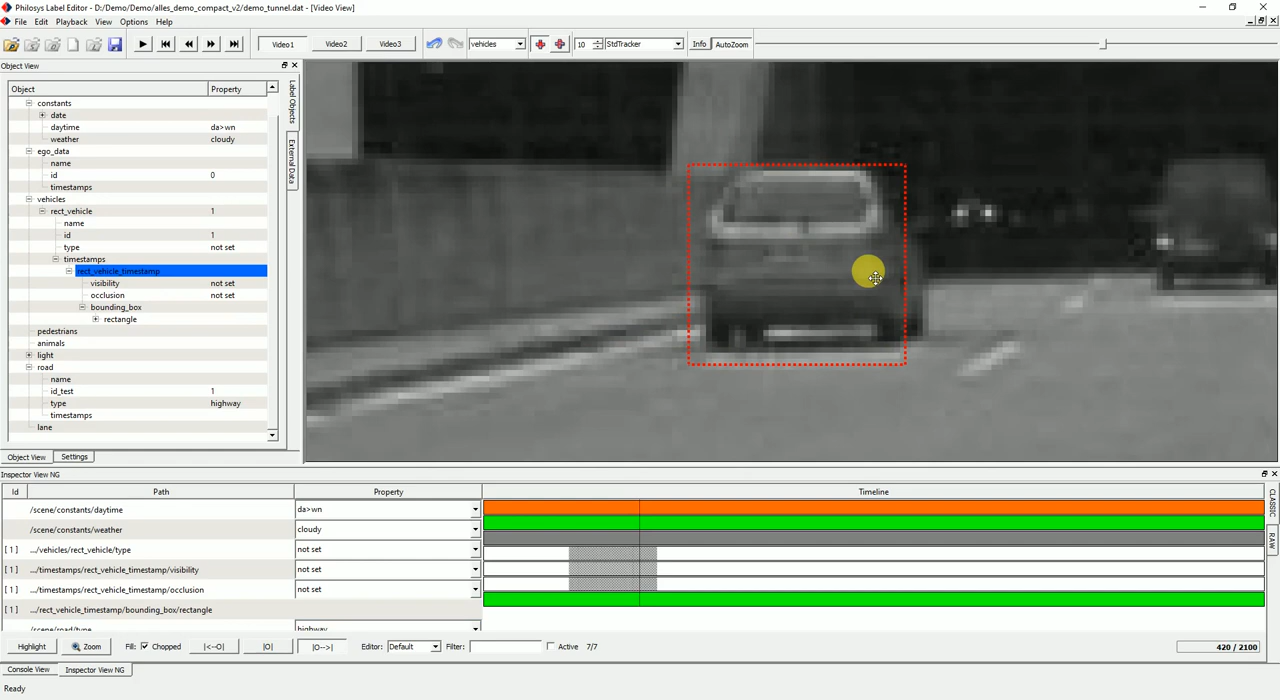 Philosys Label Editor - D:/Demo/Demo/alles_demo_compact_v2/demo_tunnel.dat - [Video View]
File Edit Playback View Options Help
Video1 Video2 Video3 vehicles 10 StdTracker Info AutoZoom
Object View
Object Property
constants
date
daytime da>wn
weather cloudy
ego_data
name
id 0
timestamps
vehicles
rect_vehicle 1
name
id 1
type not set
timestamps
rect_vehicle_timestamp
visibility not set
occlusion not set
bounding_box
rectangle
pedestrians
animals
light
road
name
id_test 1
type highway
timestamps
lane
Label Objects
External Data
Object View Settings
Inspector View NG
Id Path Property Timeline
/scene/constants/daytime da>wn
/scene/constants/weather cloudy
[ 1 ] .../vehicles/rect_vehicle/type not set
[ 1 ] .../timestamps/rect_vehicle_timestamp/visibility not set
[ 1 ] .../timestamps/rect_vehicle_timestamp/occlusion not set
[ 1 ] .../rect_vehicle_timestamp/bounding_box/rectangle
/scene/road/type highway
CLASSIC
RAW
Highlight Zoom Fill: Chopped |<--O| |O| |O-->| Editor: Default Filter: Active 7/7 420 / 2100
Console View Inspector View NG
Ready